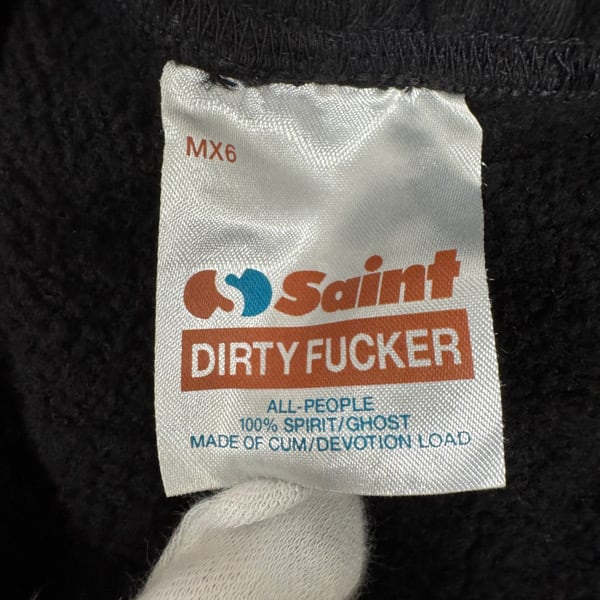 MX6
S Saint
DIRTY FUCKER
ALL-PEOPLE
100% SPIRIT/GHOST
MADE OF CUM/DEVOTION LOAD